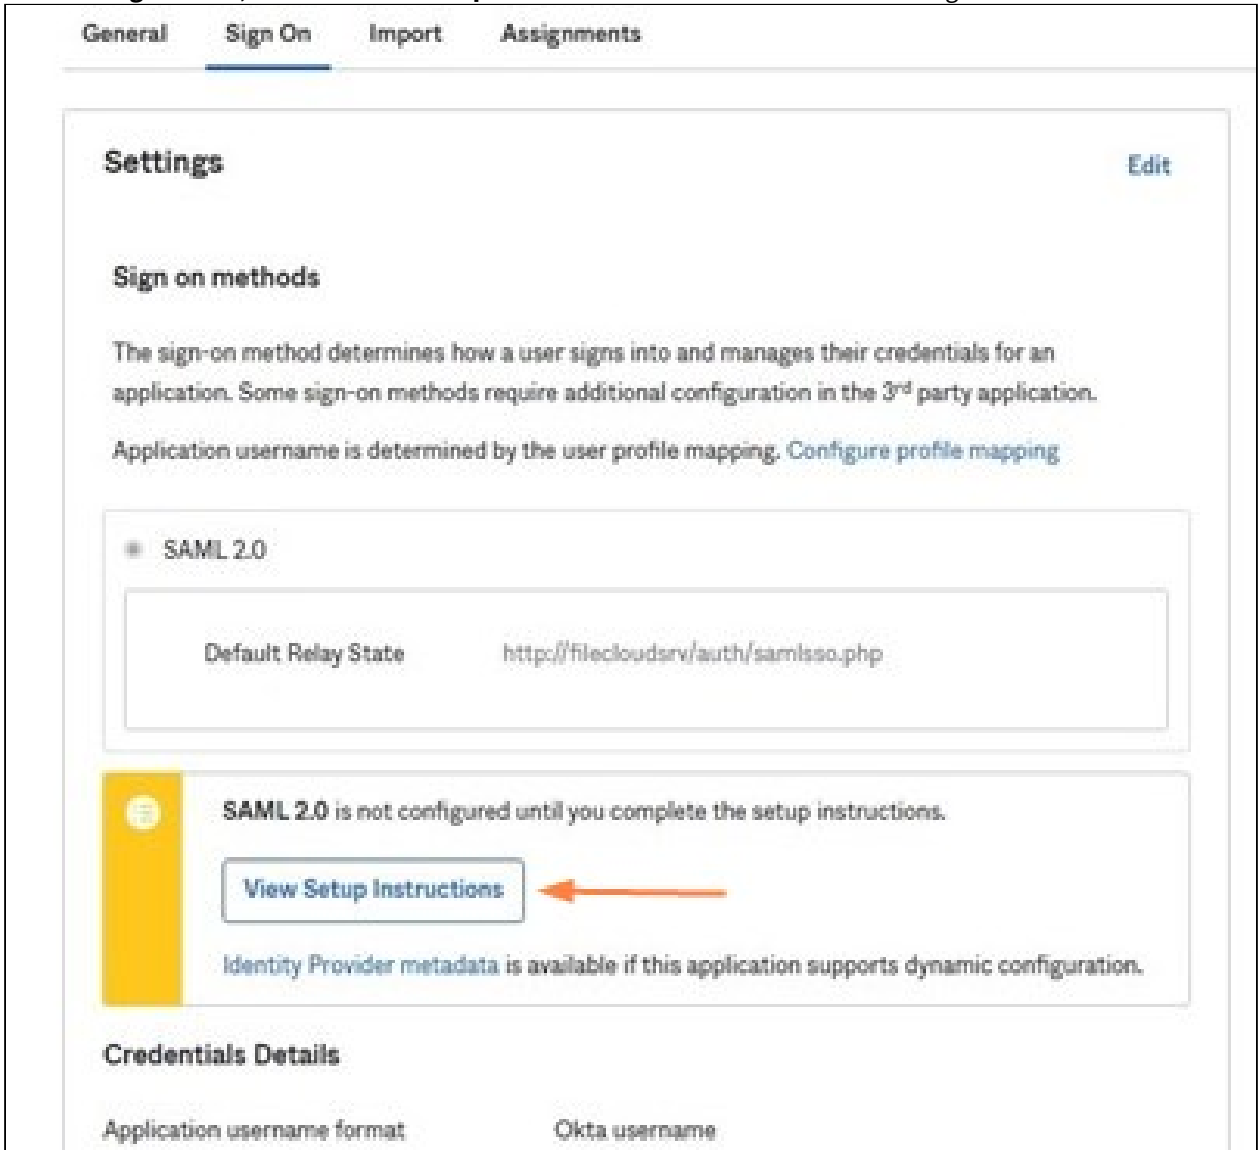 General Sign On Import Assignments
Settings Edit
Sign on methods
The sign-on method determines how a user signs into and manages their credentials for an
application. Some sign-on methods require additional configuration in the 3rd party application.
Application username is determined by the user profile mapping. Configure profile mapping
SAML 2.0
Default Relay State http://filecloudsrv/auth/samlsso.php
SAML 2.0 is not configured until you complete the setup instructions.
View Setup Instructions
Identity Provider metadata is available if this application supports dynamic configuration.
Credentials Details
Application username format Okta username